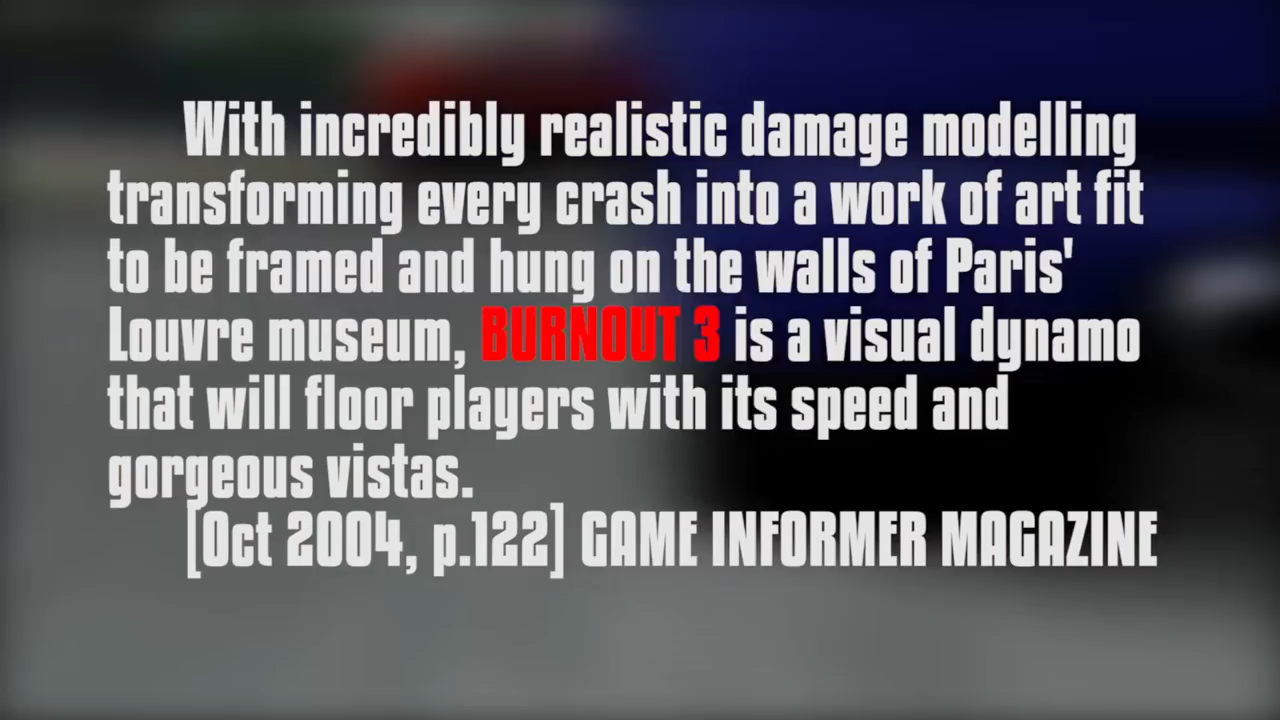 With incredibly realistic damage modelling
transforming every crash into a work of art fit
to be framed and hung on the walls of Paris'
Louvre museum, BURNOUT 3 is a visual dynamo
that will floor players with its speed and
gorgeous vistas.
[Oct 2004, p.122] GAME INFORMER MAGAZINE